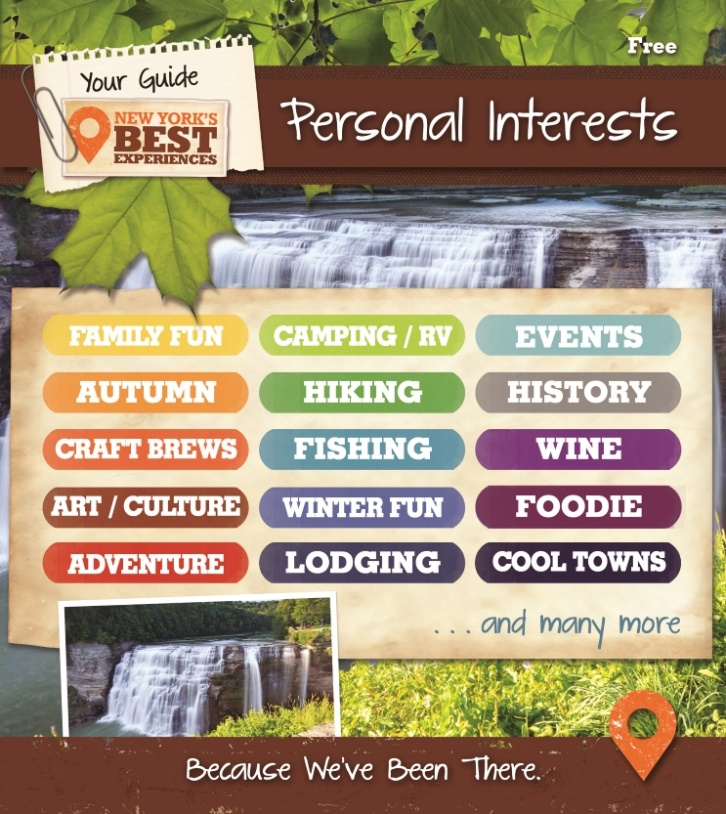 Free
Your Guide
NEW YORK'S
BEST
EXPERIENCES
Personal Interests
FAMILY FUN
CAMPING / RV
EVENTS
AUTUMN
HIKING
HISTORY
CRAFT BREWS
FISHING
WINE
ART / CULTURE
WINTER FUN
FOODIE
ADVENTURE
LODGING
COOL TOWNS
. . . and many more
Because We've Been There.